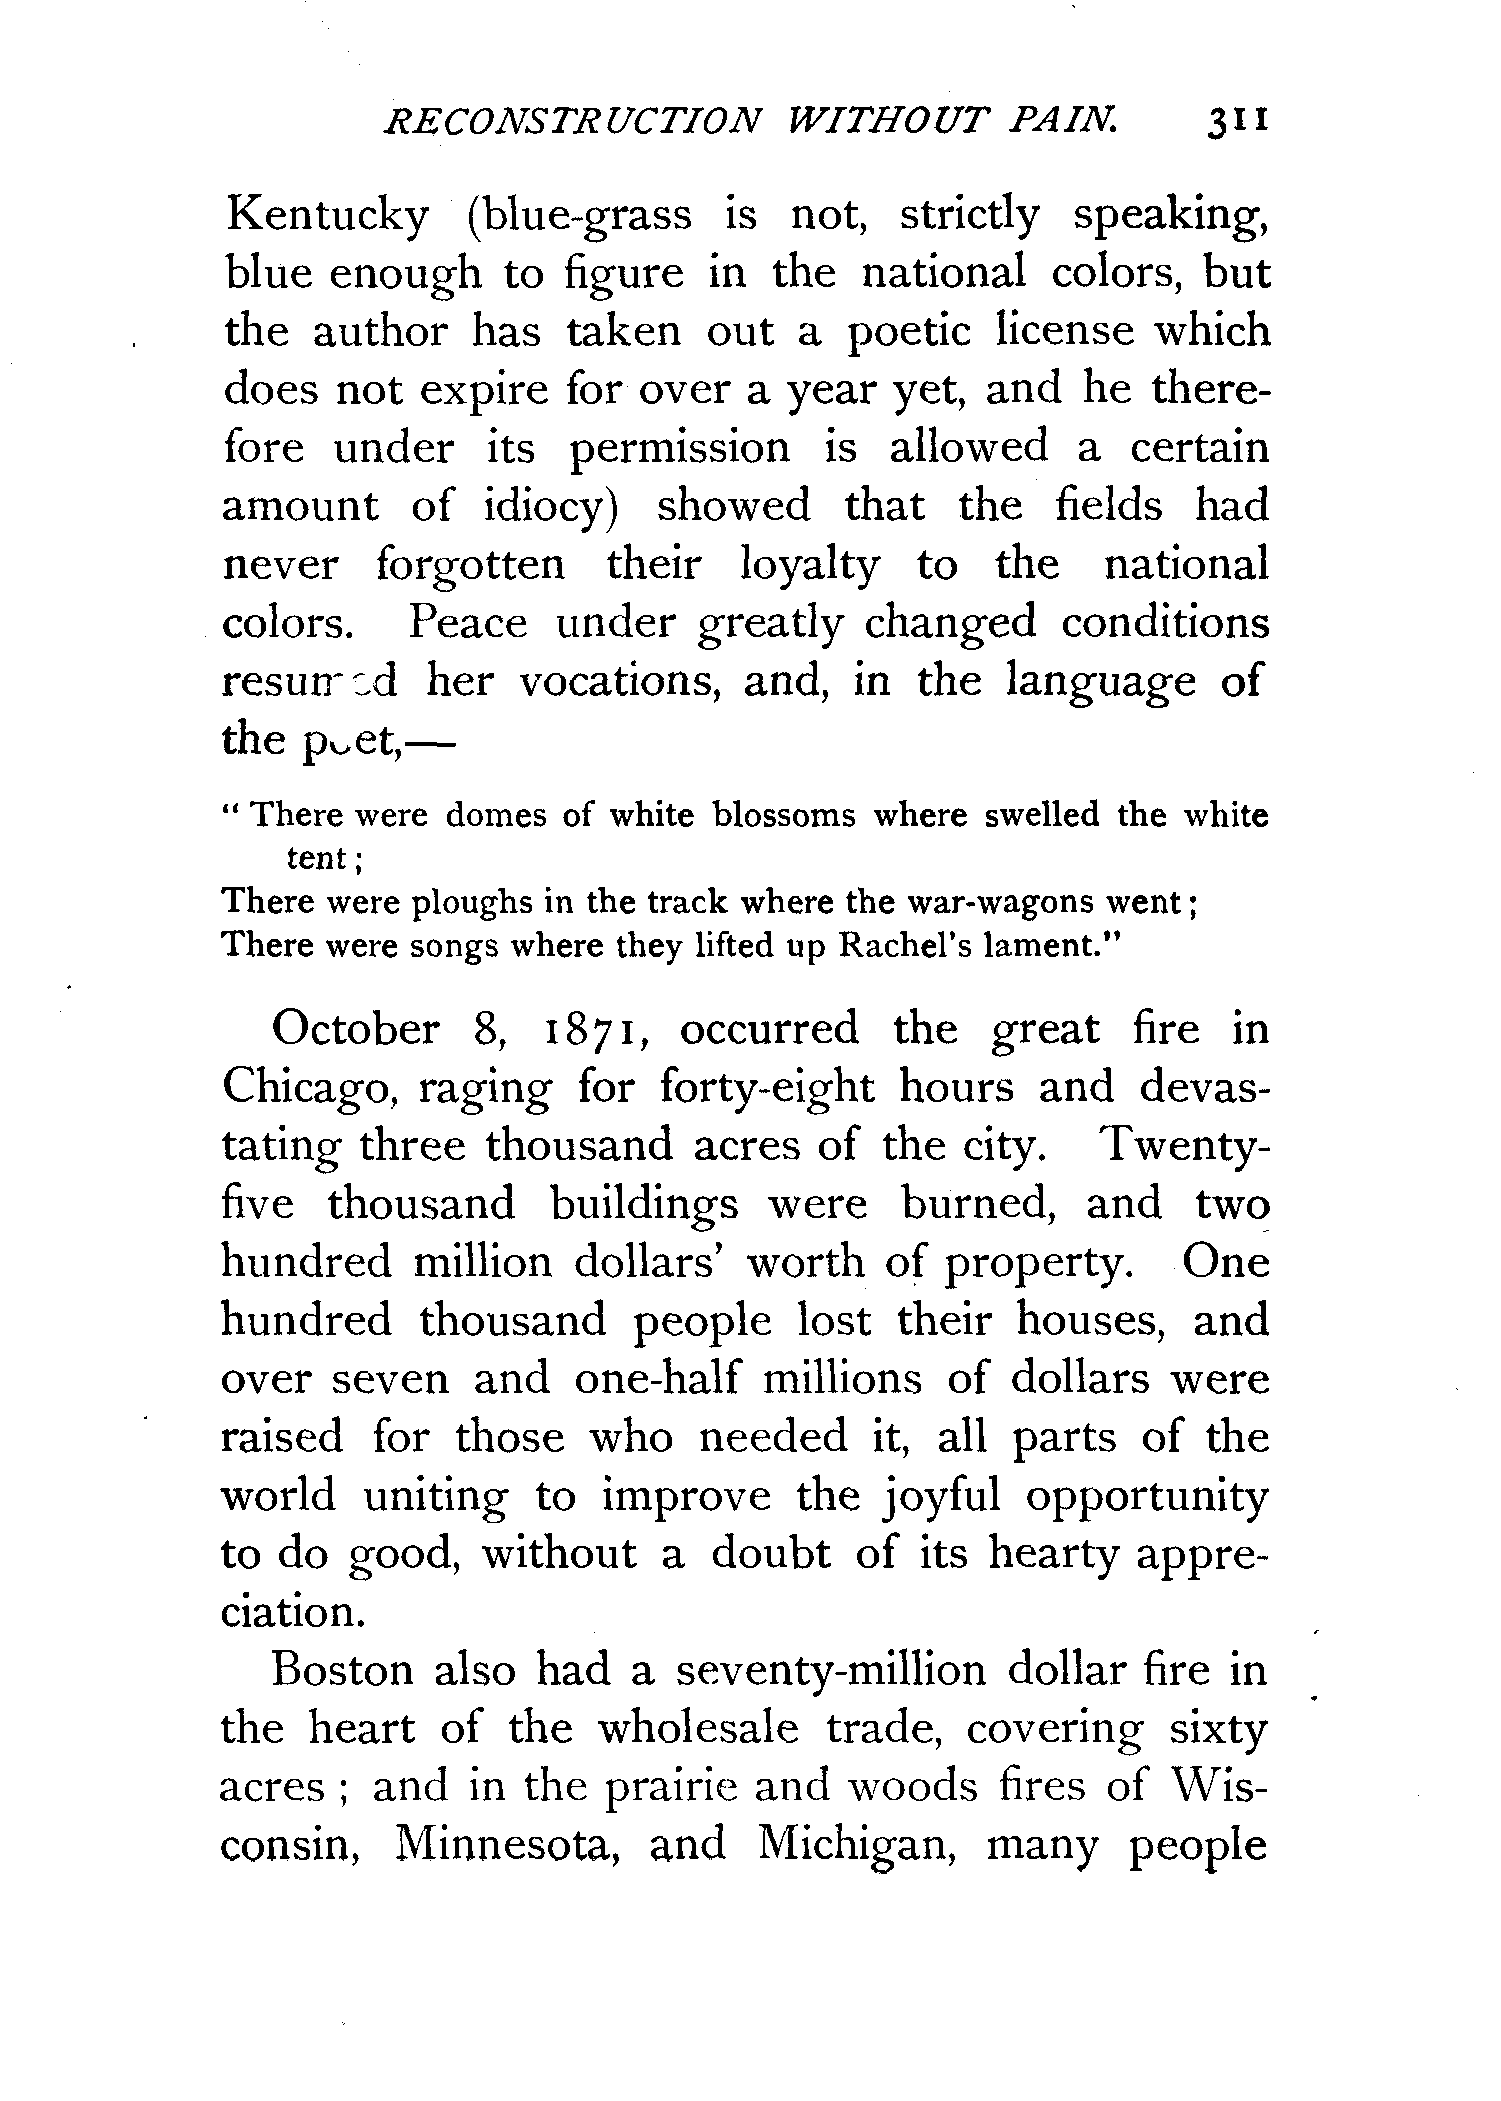 RECONSTRUCTION WITHOUT PAIN. 311
Kentucky (blue-grass is not, strictly speaking,
blue enough to figure in the national colors, but
the author has taken out a poetic license which
does not expire for over a year yet, and he there-
fore under its permission is allowed a certain
amount of idiocy) showed that the fields had
never forgotten their loyalty to the national
colors. Peace under greatly changed conditions
resumed her vocations, and, in the language of
the poet,—
" There were domes of white blossoms where swelled the white
tent ;
There were ploughs in the track where the war-wagons went ;
There were songs where they lifted up Rachel's lament."
October 8, 1871, occurred the great fire in
Chicago, raging for forty-eight hours and devas-
tating three thousand acres of the city. Twenty-
five thousand buildings were burned, and two
hundred million dollars' worth of property. One
hundred thousand people lost their houses, and
over seven and one-half millions of dollars were
raised for those who needed it, all parts of the
world uniting to improve the joyful opportunity
to do good, without a doubt of its hearty appre-
ciation.
Boston also had a seventy-million dollar fire in
the heart of the wholesale trade, covering sixty
acres ; and in the prairie and woods fires of Wis-
consin, Minnesota, and Michigan, many people